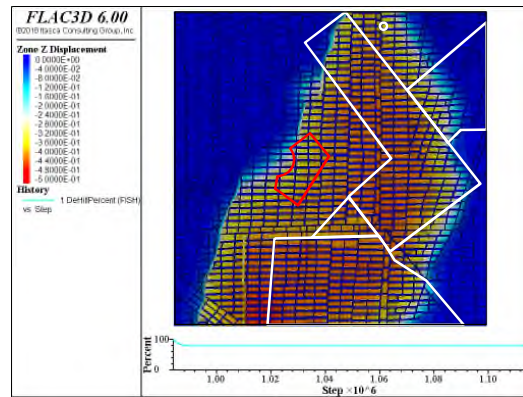 FLAC3D 6.00
©2018 Itasca Consulting Group, Inc.
Zone Z Displacement
0.0000E+00
-4.0000E-02
-8.0000E-02
-1.2000E-01
-1.6000E-01
-2.0000E-01
-2.4000E-01
-2.8000E-01
-3.2000E-01
-3.6000E-01
-4.0000E-01
-4.4000E-01
-4.8000E-01
-5.0000E-01
History
1 DeHillPercent (FISH)
vs. Step
Percent
100
0
1.00
1.02
1.04
1.06
1.08
1.10
Step ×10^6